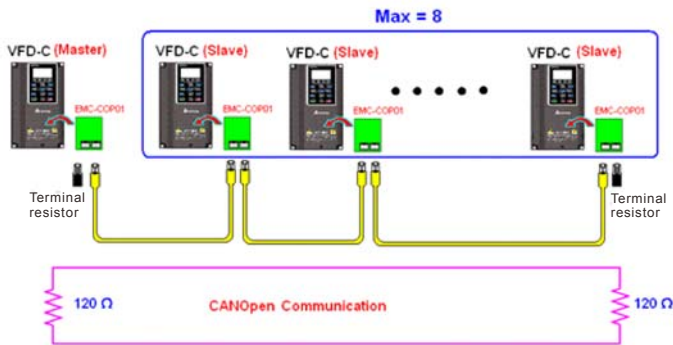 Max = 8
VFD-C (Master)
VFD-C (Slave)
VFD-C (Slave)
VFD-C (Slave)
EMC-COP01
EMC-COP01
EMC-COP01
EMC-COP01
Terminal
resistor
Terminal
resistor
120 Ω
CANOpen Communication
120 Ω